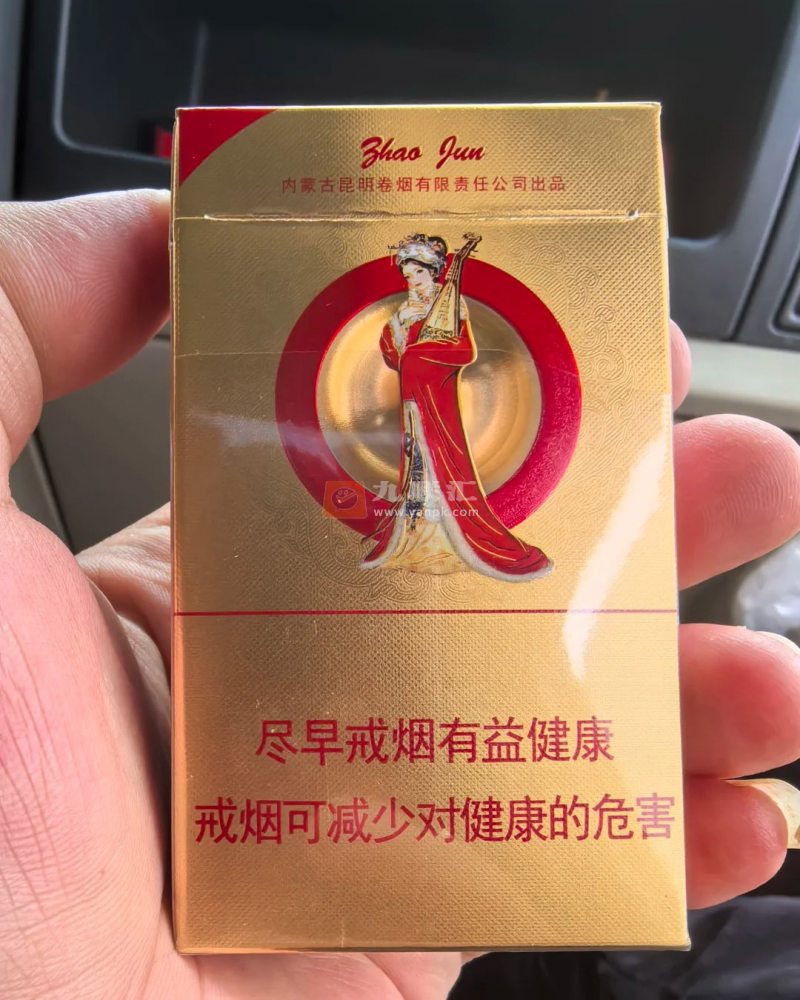 Zhao Jun
内蒙古昆明卷烟有限责任公司出品
九漯汇
www.yanpk.com
尽早戒烟有益健康
戒烟可减少对健康的危害